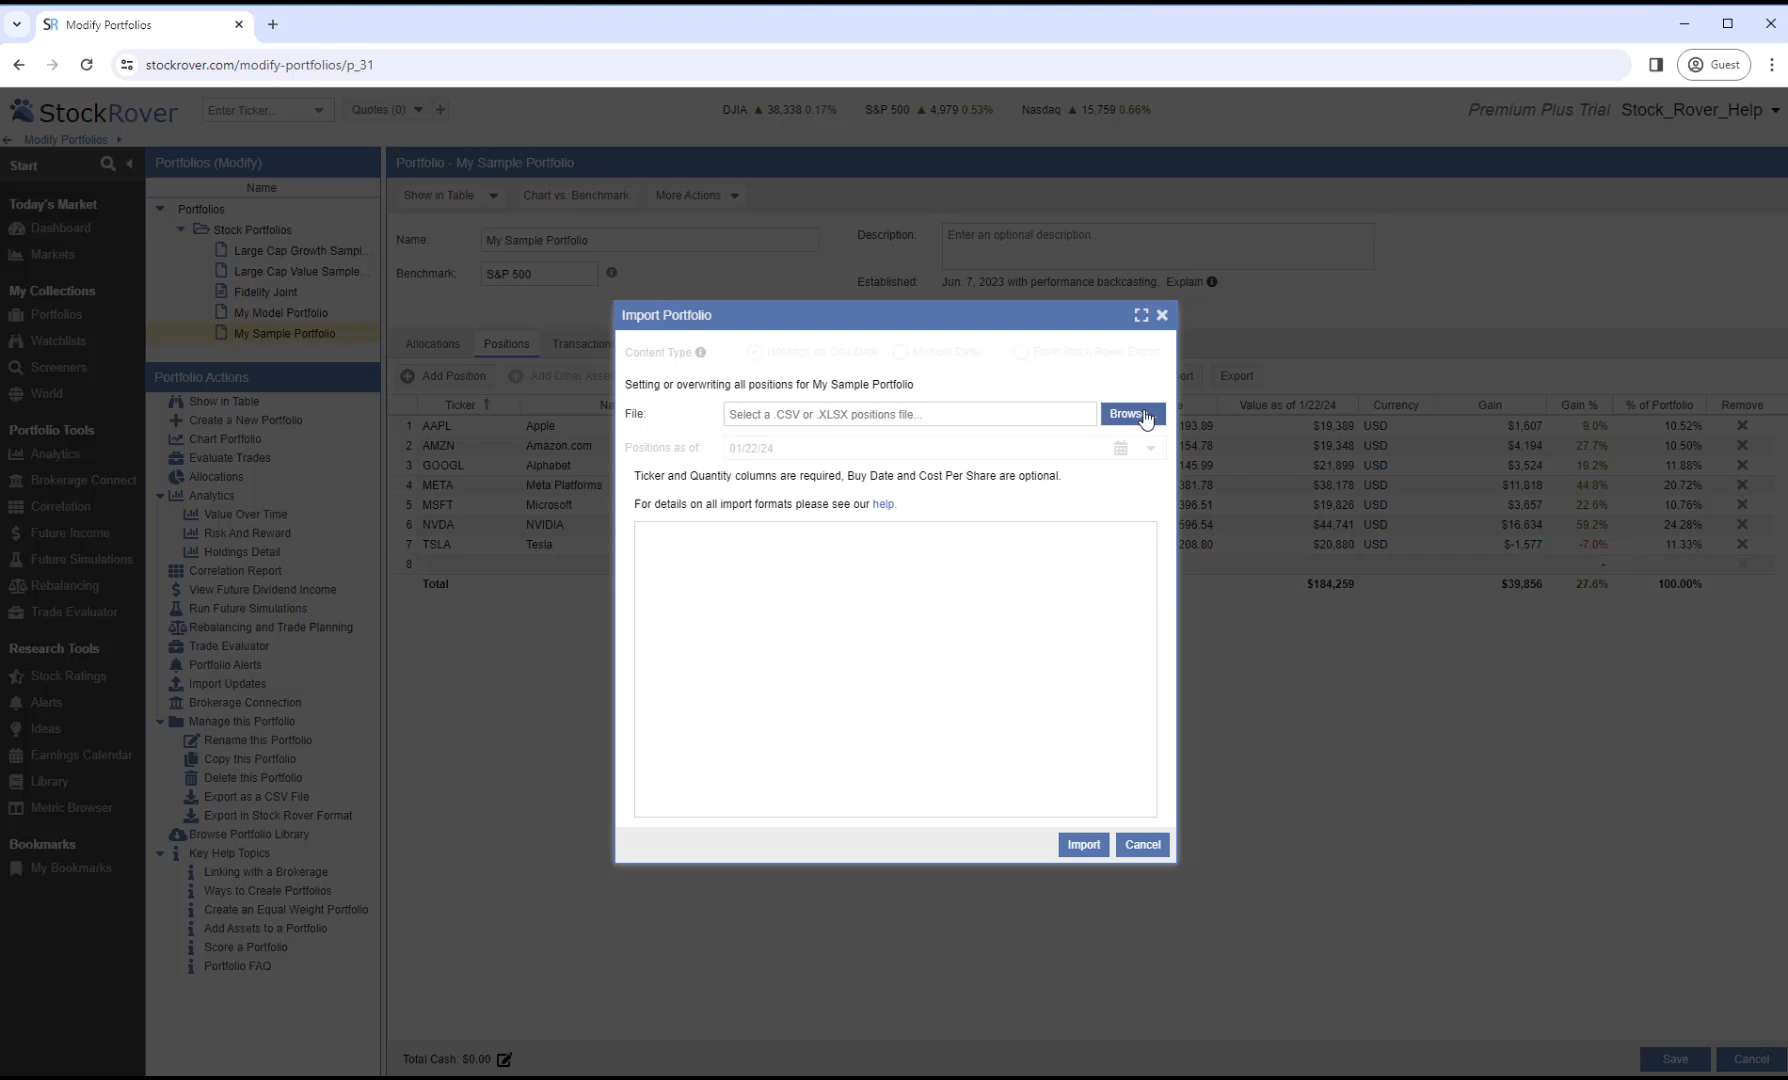 SR Modify Portfolios
stockrover.com/modify-portfolios/p_31
Guest
StockRover
Enter Ticker...
Quotes (0)
DJIA ▲ 38,338 0.17%
S&P 500 ▲ 4,979 0.53%
Nasdaq ▲ 15,759 0.66%
Premium Plus Trial
Stock_Rover_Help
Modify Portfolios
Start
Today's Market
Dashboard
Markets
My Collections
Portfolios
Watchlists
Screeners
World
Portfolio Tools
Analytics
Brokerage Connect
Correlation
Future Income
Future Simulations
Rebalancing
Trade Evaluator
Research Tools
Stock Ratings
Alerts
Ideas
Earnings Calendar
Library
Metric Browser
Bookmarks
My Bookmarks
Portfolios (Modify)
Name
Portfolios
Stock Portfolios
Large Cap Growth Sampl...
Large Cap Value Sample...
Fidelity Joint
My Model Portfolio
My Sample Portfolio
Portfolio Actions
Show in Table
Create a New Portfolio
Chart Portfolio
Evaluate Trades
Allocations
Analytics
Value Over Time
Risk And Reward
Holdings Detail
Correlation Report
View Future Dividend Income
Run Future Simulations
Rebalancing and Trade Planning
Trade Evaluator
Portfolio Alerts
Import Updates
Brokerage Connection
Manage this Portfolio
Rename this Portfolio
Copy this Portfolio
Delete this Portfolio
Export as a CSV File
Export in Stock Rover Format
Browse Portfolio Library
Key Help Topics
Linking with a Brokerage
Ways to Create Portfolios
Create an Equal Weight Portfolio
Add Assets to a Portfolio
Score a Portfolio
Portfolio FAQ
Portfolio - My Sample Portfolio
Show in Table
Chart vs. Benchmark
More Actions
Name: My Sample Portfolio
Description: Enter an optional description...
Benchmark: S&P 500
Established: Jun. 7, 2023 with performance backcasting. Explain
Allocations Positions Transaction
Add Position Add Other Asset
ort Export
Ticker Na e Value as of 1/22/24 Currency Gain Gain % % of Portfolio Remove
1 AAPL Apple 193.89 $19,389 USD $1,607 9.0% 10.52%
2 AMZN Amazon.com 154.78 $19,348 USD $4,194 27.7% 10.50%
3 GOOGL Alphabet 145.99 $21,899 USD $3,524 19.2% 11.88%
4 META Meta Platforms 381.78 $38,178 USD $11,818 44.8% 20.72%
5 MSFT Microsoft 396.51 $19,826 USD $3,657 22.6% 10.76%
6 NVDA NVIDIA 596.54 $44,741 USD $16,634 59.2% 24.28%
7 TSLA Tesla 208.80 $20,880 USD $-1,577 -7.0% 11.33%
8 -
Total $184,259 $39,856 27.6% 100.00%
Import Portfolio
Content Type Holdings on One Date Multiple Dates From Stock Rover Export
Setting or overwriting all positions for My Sample Portfolio
File: Select a .CSV or .XLSX positions file... Brows
Positions as of: 01/22/24
Ticker and Quantity columns are required, Buy Date and Cost Per Share are optional.
For details on all import formats please see our help.
Import Cancel
Total Cash: $0.00
Save Cancel